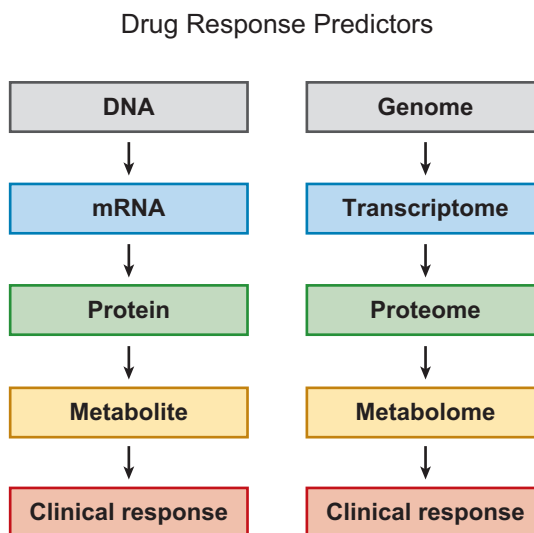 Drug Response Predictors
DNA
Genome
mRNA
Transcriptome
Protein
Proteome
Metabolite
Metabolome
Clinical response
Clinical response